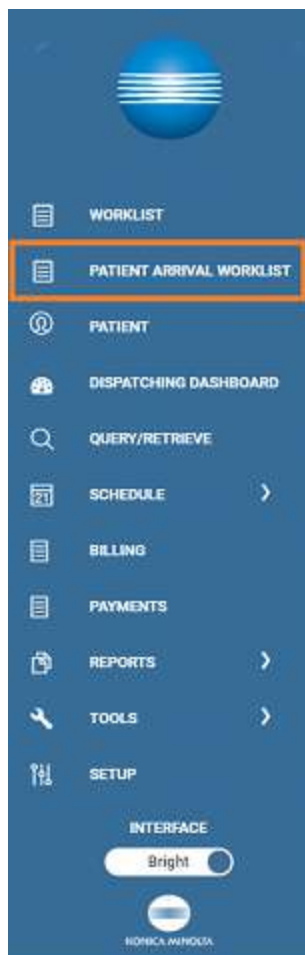 WORKLIST
PATIENT ARRIVAL WORKLIST
PATIENT
DISPATCHING DASHBOARD
QUERY/RETRIEVE
21 SCHEDULE
BILLING
PAYMENTS
REPORTS
TOOLS
SETUP
INTERFACE
Bright
KONICA MINOLTA